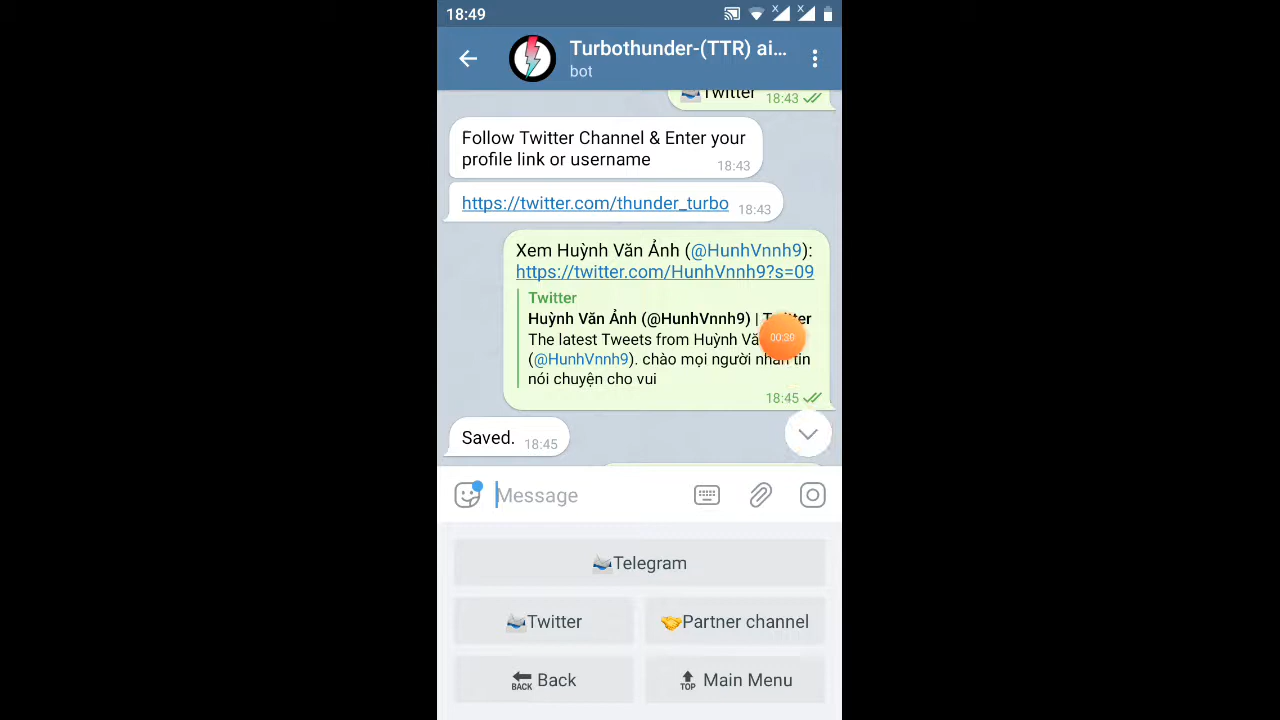 18:49
Turbothunder-(TTR) ai...
bot
Twitter 18:43
Follow Twitter Channel & Enter your
profile link or username 18:43
https://twitter.com/thunder_turbo 18:43
Xem Huỳnh Văn Ảnh (@HunhVnnh9):
https://twitter.com/HunhVnnh9?s=09
Twitter
Huỳnh Văn Ảnh (@HunhVnnh9) | Twitter
The latest Tweets from Huỳnh
(@HunhVnnh9). chào mọi người nhắn tin
nói chuyện cho vui
00:39
18:45
Saved. 18:45
Message
Telegram
Twitter
Partner channel
BACK Back
TOP Main Menu